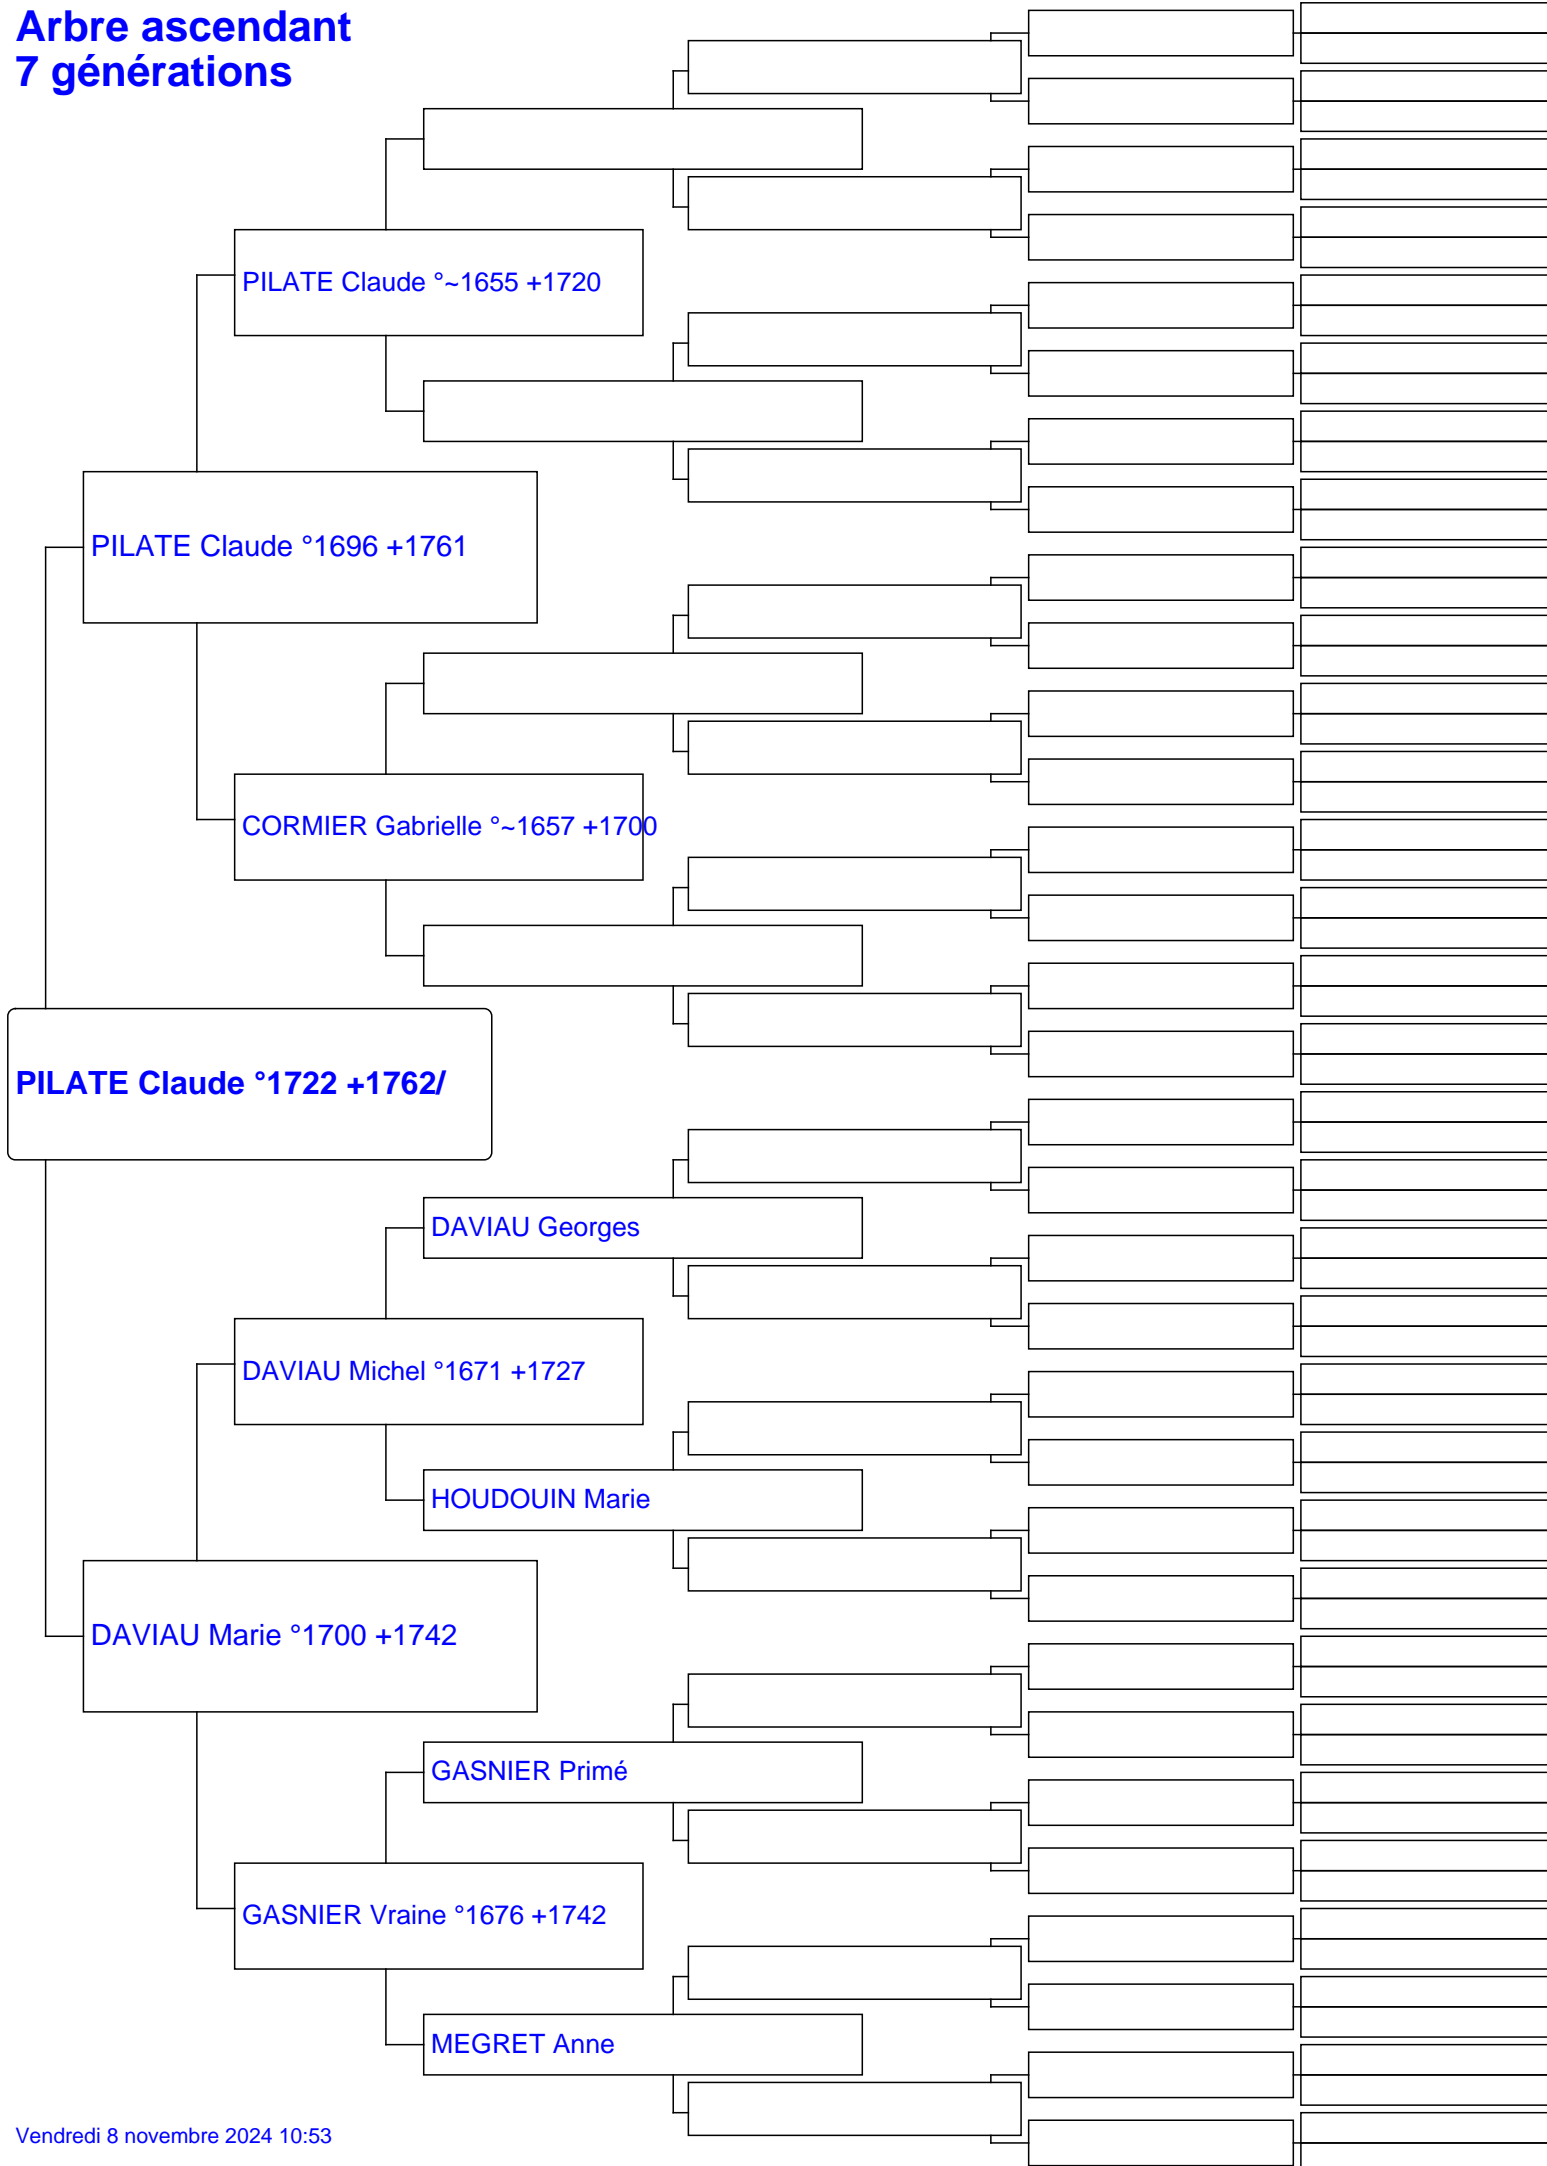 Arbre ascendant
7 générations
PILATE Claude °~1655 +1720
PILATE Claude °1696 +1761
CORMIER Gabrielle °~1657 +1700
PILATE Claude °1722 +1762/
DAVIAU Georges
DAVIAU Michel °1671 +1727
HOUDOUIN Marie
DAVIAU Marie °1700 +1742
GASNIER Primé
GASNIER Vraine °1676 +1742
MEGRET Anne
Vendredi 8 novembre 2024 10:53